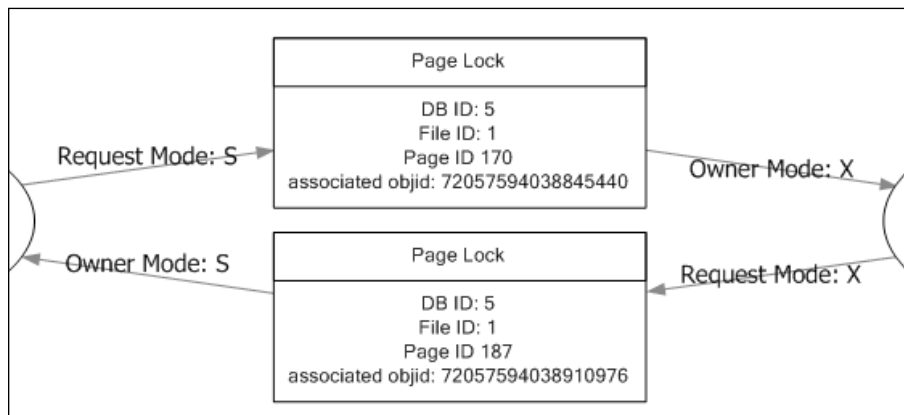 Page Lock
DB ID: 5
File ID: 1
Page ID 170
associated objid: 72057594038845440
Request Mode: S
Owner Mode: X
Page Lock
DB ID: 5
File ID: 1
Page ID 187
associated objid: 72057594038910976
Owner Mode: S
Request Mode: X